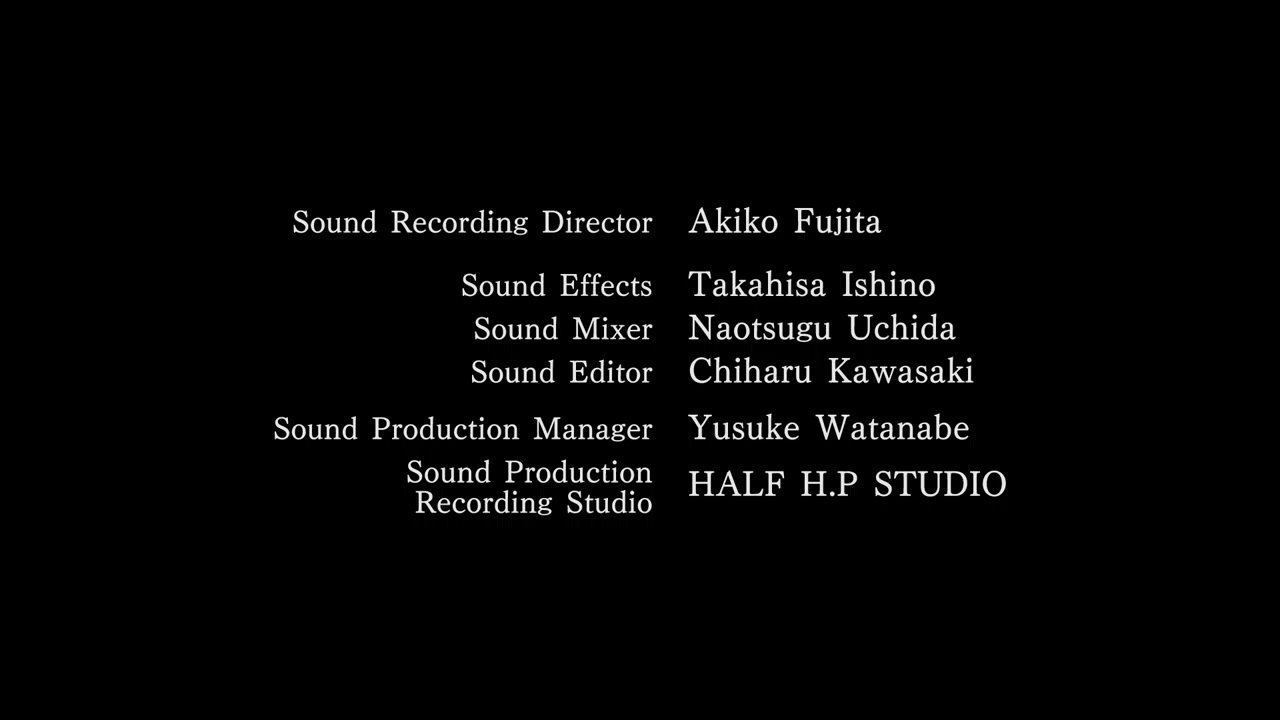 Sound Recording Director Akiko Fujita
Sound Effects Takahisa Ishino
Sound Mixer Naotsugu Uchida
Sound Editor Chiharu Kawasaki
Sound Production Manager Yusuke Watanabe
Sound Production
Recording Studio HALF H.P STUDIO